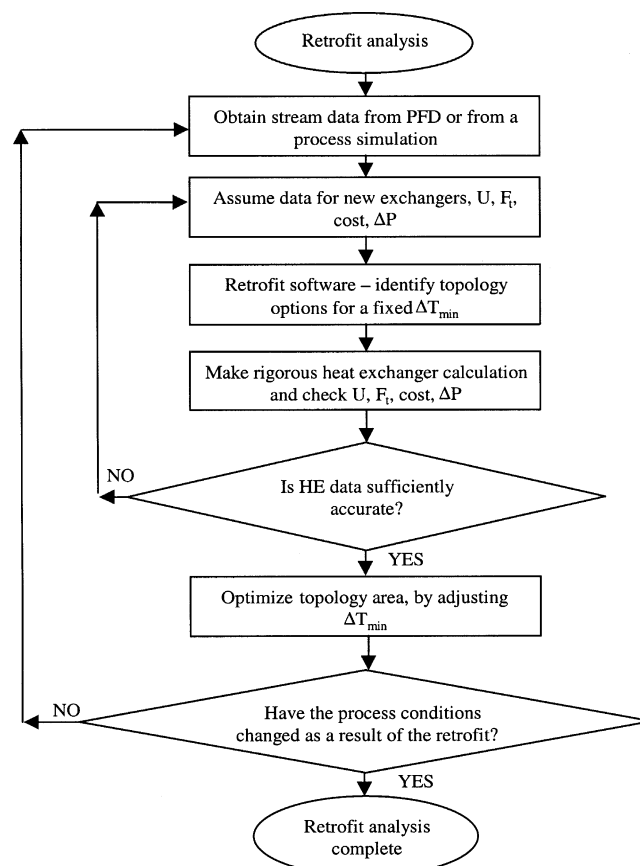 Retrofit analysis
Obtain stream data from PFD or from a
process simulation
Assume data for new exchangers, U, Fₜ,
cost, ΔP
Retrofit software – identify topology
options for a fixed ΔTₘᵢₙ
Make rigorous heat exchanger calculation
and check U, Fₜ, cost, ΔP
NO
Is HE data sufficiently
accurate?
YES
Optimize topology area, by adjusting
ΔTₘᵢₙ
NO
Have the process conditions
changed as a result of the retrofit?
YES
Retrofit analysis
complete